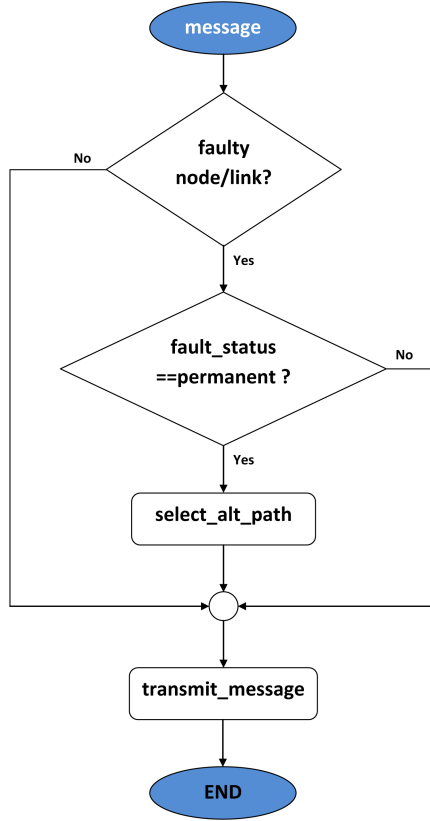 message
faulty
node/link?
No
Yes
fault_status
==permanent ?
No
Yes
select_alt_path
transmit_message
END